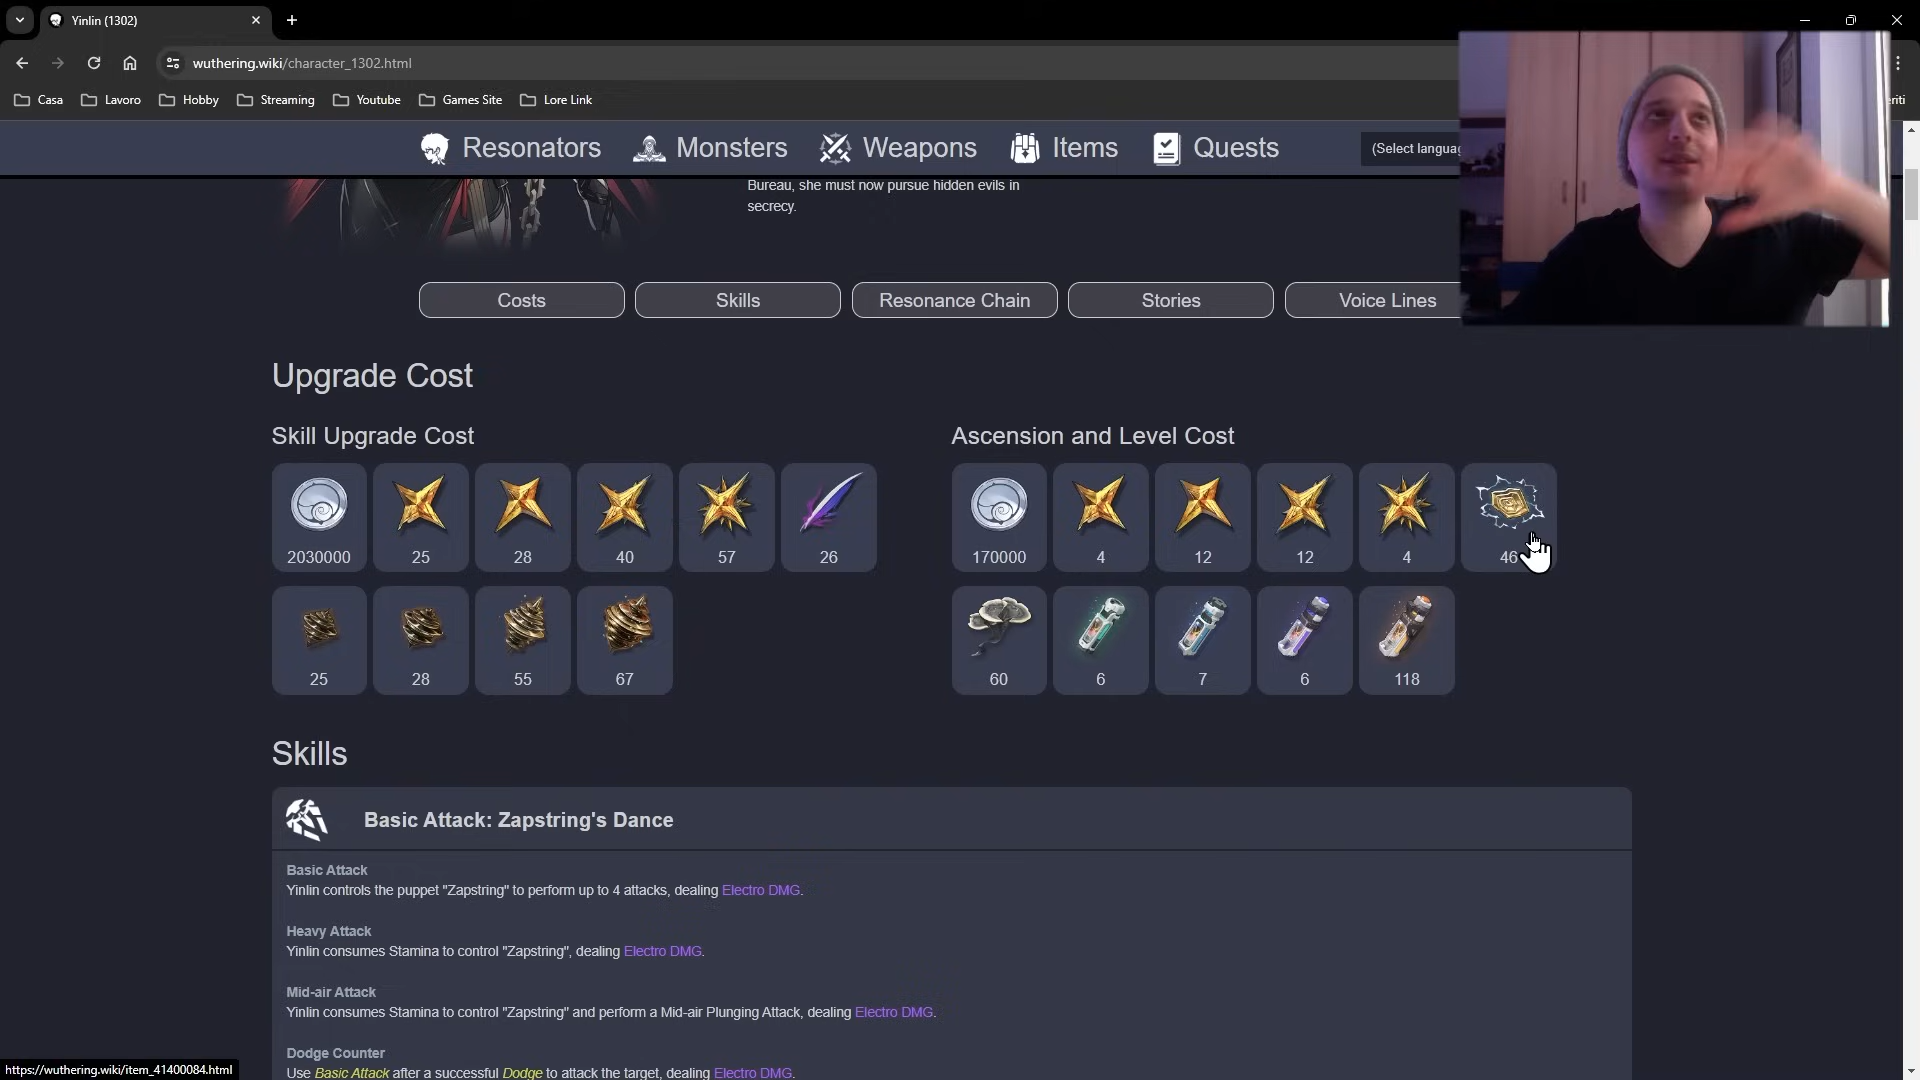 Yinlin (1302)
wuthering.wiki/character_1302.html
Casa Lavoro Hobby Streaming Youtube Games Site Lore Link
Resonators Monsters Weapons Items Quests (Select languag
Bureau, she must now pursue hidden evils in
secrecy.
Costs Skills Resonance Chain Stories Voice Lines
Upgrade Cost
Skill Upgrade Cost
2030000 25 28 40 57 26
25 28 55 67
Ascension and Level Cost
170000 4 12 12 4 46
60 6 7 6 118
Skills
Basic Attack: Zapstring's Dance
Basic Attack
Yinlin controls the puppet "Zapstring" to perform up to 4 attacks, dealing Electro DMG.
Heavy Attack
Yinlin consumes Stamina to control "Zapstring", dealing Electro DMG.
Mid-air Attack
Yinlin consumes Stamina to control "Zapstring" and perform a Mid-air Plunging Attack, dealing Electro DMG.
Dodge Counter
Use Basic Attack after a successful Dodge to attack the target, dealing Electro DMG.
https://wuthering.wiki/item_41400084.html